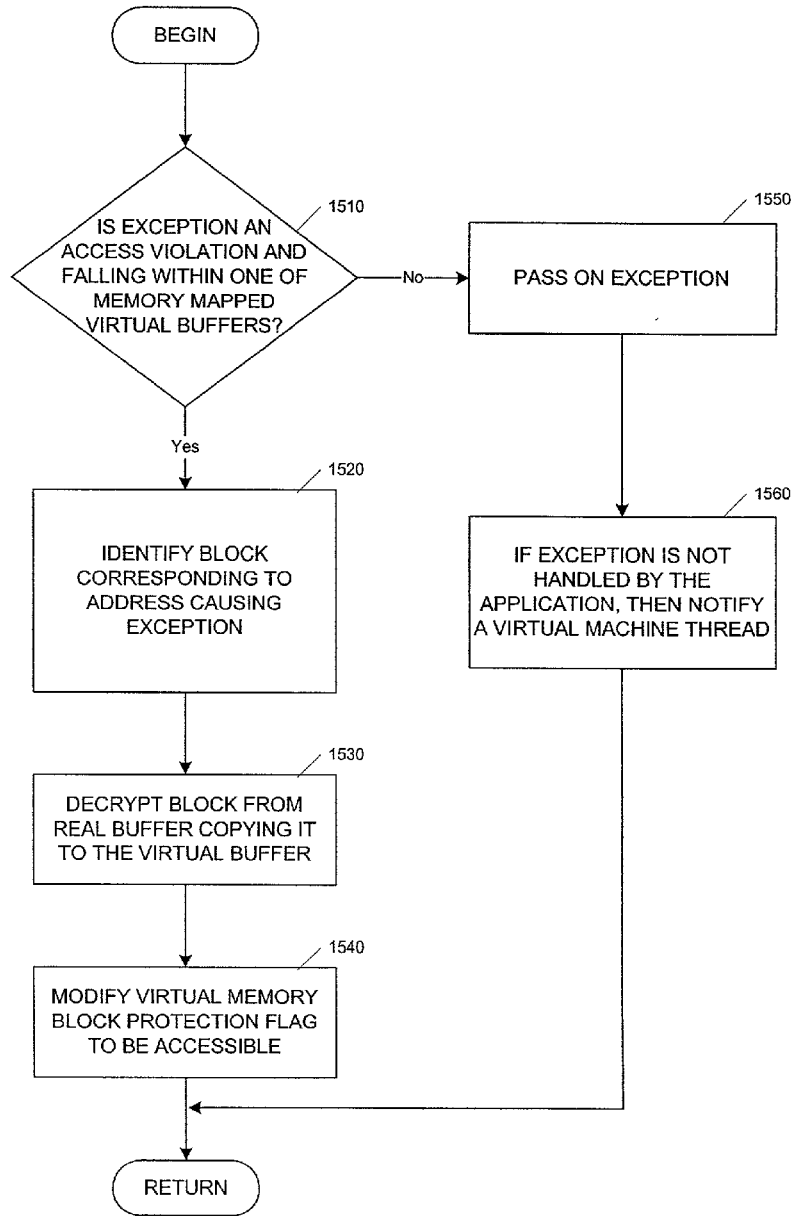 BEGIN
1510
IS EXCEPTION AN
ACCESS VIOLATION AND
FALLING WITHIN ONE OF
MEMORY MAPPED
VIRTUAL BUFFERS?
No
1550
PASS ON EXCEPTION
Yes
1520
IDENTIFY BLOCK
CORRESPONDING TO
ADDRESS CAUSING
EXCEPTION
1560
IF EXCEPTION IS NOT
HANDLED BY THE
APPLICATION, THEN NOTIFY
A VIRTUAL MACHINE THREAD
1530
DECRYPT BLOCK FROM
REAL BUFFER COPYING IT
TO THE VIRTUAL BUFFER
1540
MODIFY VIRTUAL MEMORY
BLOCK PROTECTION FLAG
TO BE ACCESSIBLE
RETURN